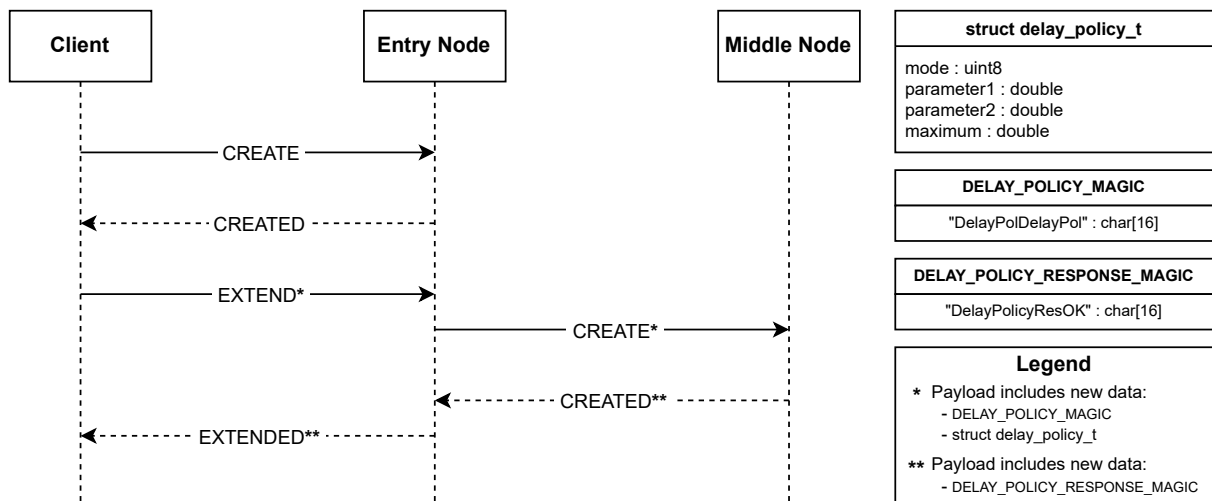 Client
Entry Node
Middle Node
CREATE
CREATED
EXTEND*
CREATE*
CREATED**
EXTENDED**
struct delay_policy_t
mode : uint8
parameter1 : double
parameter2 : double
maximum : double
DELAY_POLICY_MAGIC
"DelayPolDelayPol" : char[16]
DELAY_POLICY_RESPONSE_MAGIC
"DelayPolicyResOK" : char[16]
Legend
* Payload includes new data:
- DELAY_POLICY_MAGIC
- struct delay_policy_t
** Payload includes new data:
- DELAY_POLICY_RESPONSE_MAGIC